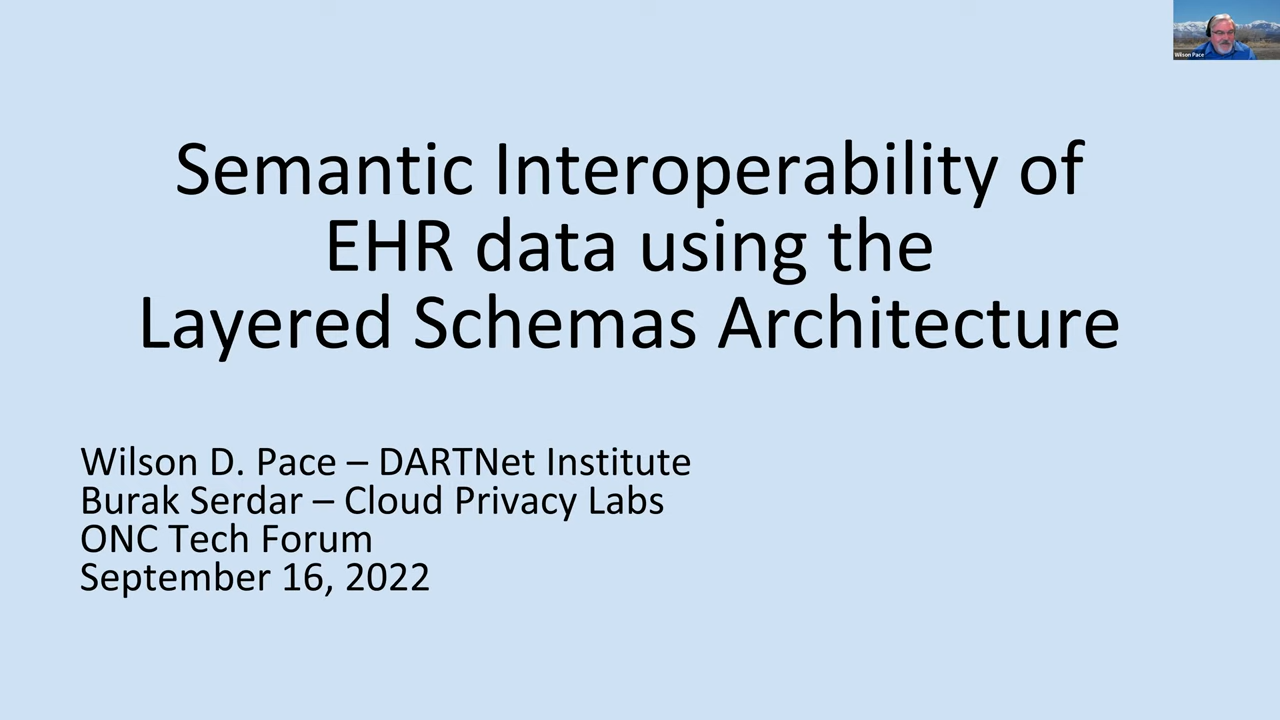 Wilson Pace
Semantic Interoperability of
EHR data using the
Layered Schemas Architecture
Wilson D. Pace – DARTNet Institute
Burak Serdar – Cloud Privacy Labs
ONC Tech Forum
September 16, 2022